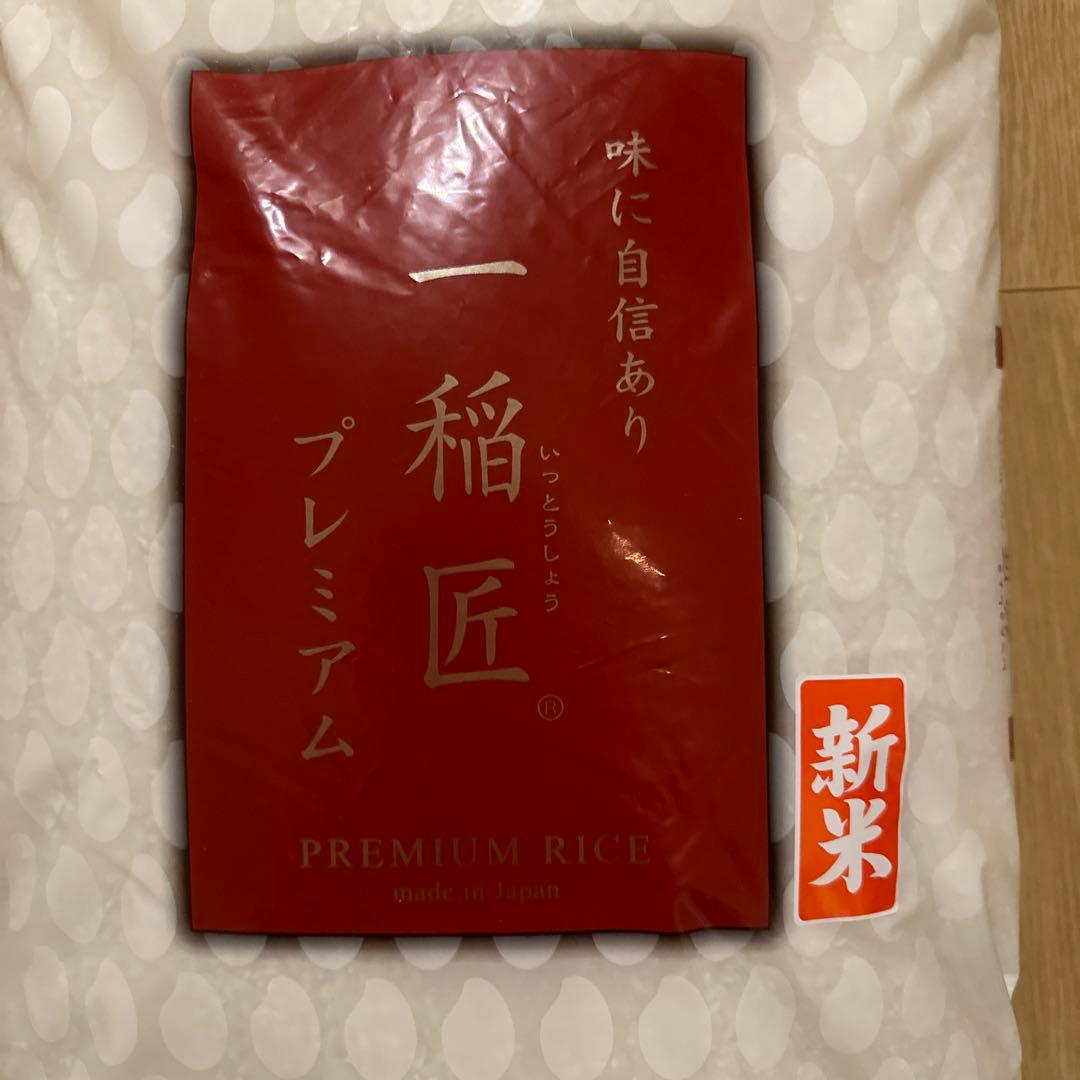 味に自信あり
一稲匠
いっとうしょう
®
プレミアム
PREMIUM RICE
made in Japan
新米